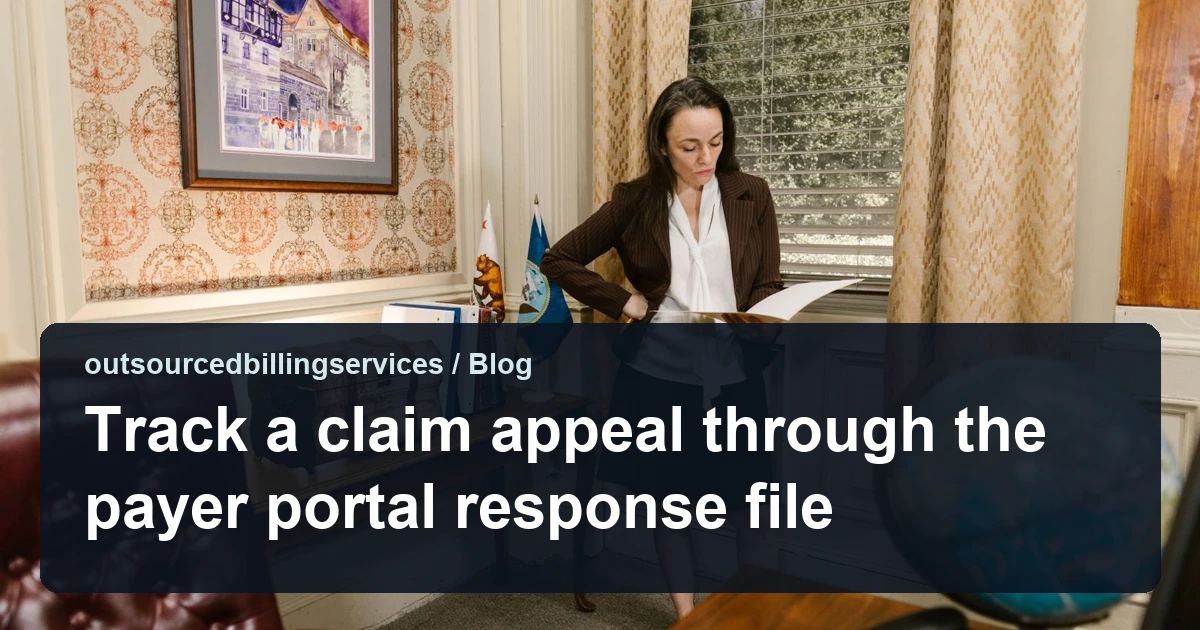 outsourcedbillingservices / Blog
Track a claim appeal through the
payer portal response file